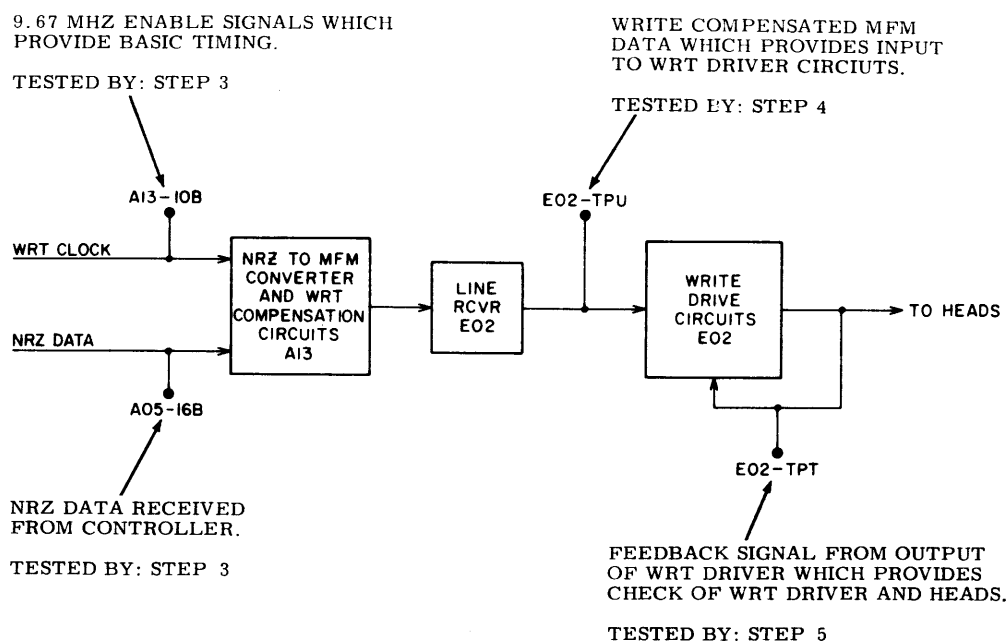 9.67 MHZ ENABLE SIGNALS WHICH
PROVIDE BASIC TIMING.
TESTED BY: STEP 3
WRITE COMPENSATED MFM
DATA WHICH PROVIDES INPUT
TO WRT DRIVER CIRCIUTS.
TESTED BY: STEP 4
A13-10B
E02-TPU
WRT CLOCK
NRZ TO MFM
CONVERTER
AND WRT
COMPENSATION
CIRCUITS
A13
LINE
RCVR
E02
WRITE
DRIVE
CIRCUITS
E02
TO HEADS
NRZ DATA
A05-16B
E02-TPT
NRZ DATA RECEIVED
FROM CONTROLLER.
TESTED BY: STEP 3
FEEDBACK SIGNAL FROM OUTPUT
OF WRT DRIVER WHICH PROVIDES
CHECK OF WRT DRIVER AND HEADS.
TESTED BY: STEP 5